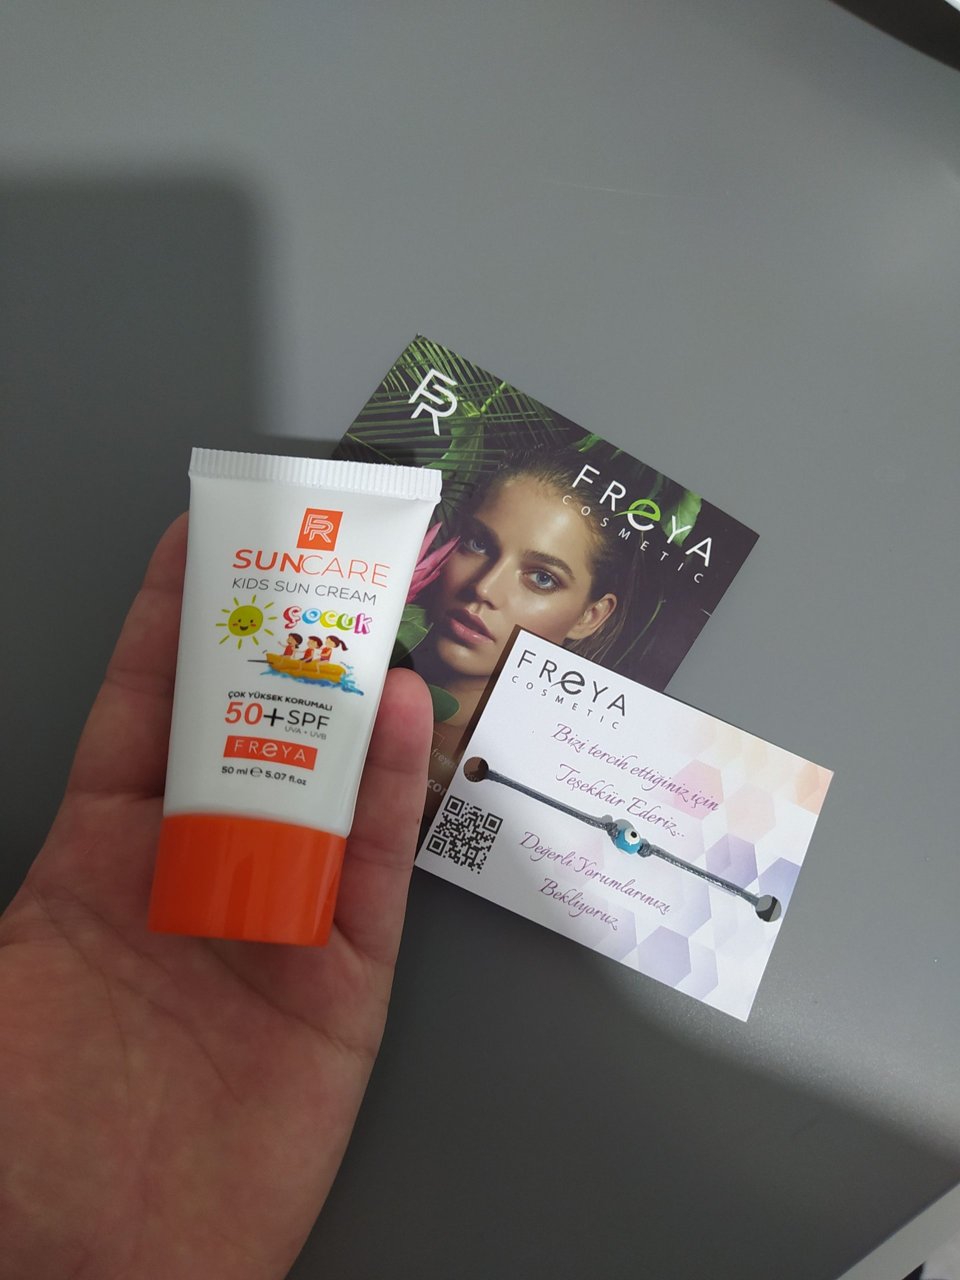 FR
SUNCARE
KIDS SUN CREAM
çocuk
ÇOK YÜKSEK KORUMALI
50+SPF
UVA • UVB
FREYA
50 ml ℮ 5.07 fl.oz
FR
FReYA
COSMETIC
FReYA
COSMETIC
Bizi tercih ettiğiniz için
Teşekkür Ederiz..
Değerli Yorumlarınızı
Bekliyoruz